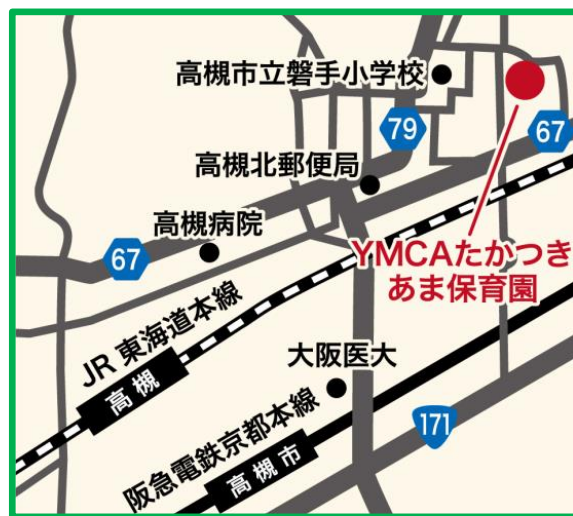 高槻市立磐手小学校
79
67
高槻北郵便局
高槻病院
67
YMCAたかつき
あま保育園
JR 東海道本線
高槻
大阪医大
171
阪急電鉄京都本線
高槻市